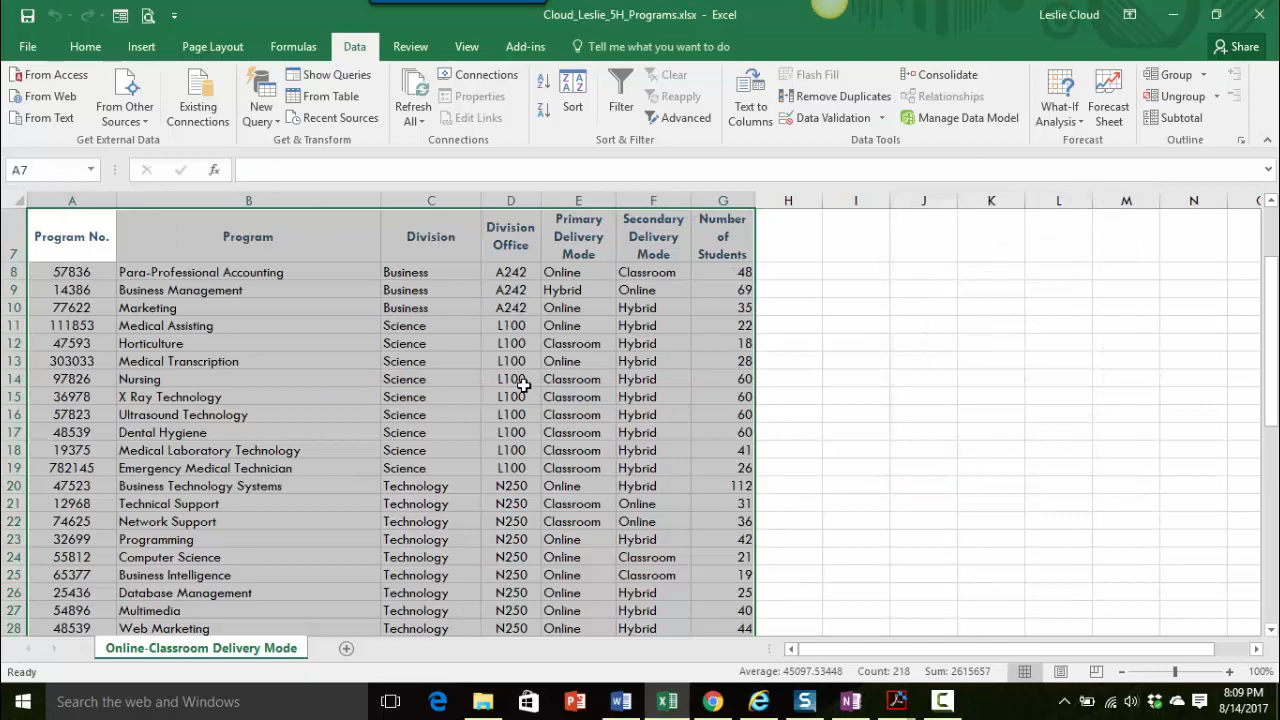 Cloud_Leslie_5H_Programs.xlsx - Excel
Leslie Cloud
File Home Insert Page Layout Formulas Data Review View Add-ins Tell me what you want to do Share
From Access
From Web
From Text
From Other
Sources
Existing
Connections
Get External Data
New
Query
Show Queries
From Table
Recent Sources
Get & Transform
Refresh
All
Connections
Properties
Edit Links
Connections
Sort
Filter
Clear
Reapply
Advanced
Sort & Filter
Text to
Columns
Flash Fill
Remove Duplicates
Data Validation
Consolidate
Relationships
Manage Data Model
Data Tools
What-If
Analysis
Forecast
Sheet
Forecast
Group
Ungroup
Subtotal
Outline
A7
fx
A B C D E F G H I J K L M N
7 Program No. Program Division Division Office Primary Delivery Mode Secondary Delivery Mode Number of Students
8 57836 Para-Professional Accounting Business A242 Online Classroom 48
9 14386 Business Management Business A242 Hybrid Online 69
10 77622 Marketing Business A242 Online Hybrid 35
11 111853 Medical Assisting Science L100 Online Hybrid 22
12 47593 Horticulture Science L100 Classroom Hybrid 18
13 303033 Medical Transcription Science L100 Online Hybrid 28
14 97826 Nursing Science L100 Classroom Hybrid 60
15 36978 X Ray Technology Science L100 Classroom Hybrid 60
16 57823 Ultrasound Technology Science L100 Classroom Hybrid 60
17 48539 Dental Hygiene Science L100 Classroom Hybrid 60
18 19375 Medical Laboratory Technology Science L100 Classroom Hybrid 41
19 782145 Emergency Medical Technician Science L100 Classroom Hybrid 26
20 47523 Business Technology Systems Technology N250 Online Hybrid 112
21 12968 Technical Support Technology N250 Classroom Online 31
22 74625 Network Support Technology N250 Classroom Online 36
23 32699 Programming Technology N250 Online Hybrid 42
24 55812 Computer Science Technology N250 Online Classroom 21
25 65377 Business Intelligence Technology N250 Online Classroom 19
26 25436 Database Management Technology N250 Online Hybrid 25
27 54896 Multimedia Technology N250 Online Hybrid 40
28 48539 Web Marketing Technology N250 Online Hybrid 44
Online-Classroom Delivery Mode
Ready Average: 45097.53448 Count: 218 Sum: 2615657 100%
Search the web and Windows
8:09 PM
8/14/2017